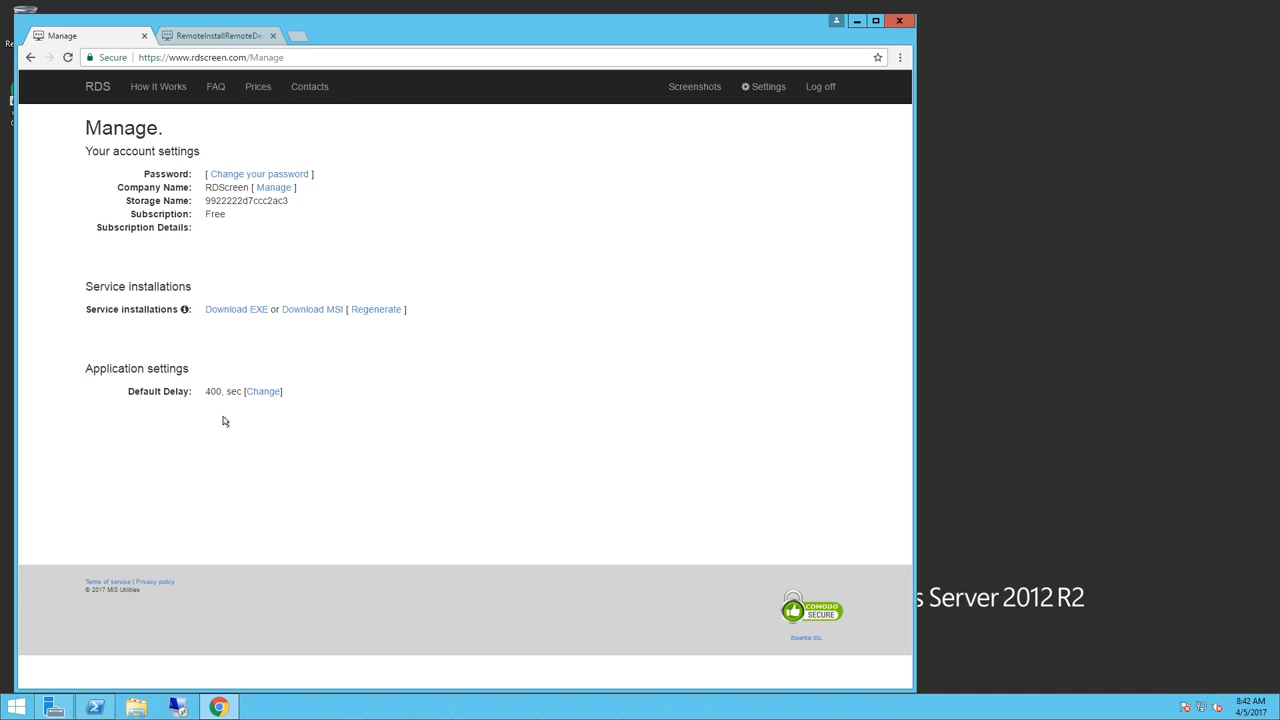 Manage
RemoteInstallRemoteDe
Secure
https://www.rdscreen.com/Manage
RDS How It Works FAQ Prices Contacts Screenshots Settings Log off
Manage.
Your account settings
Password: [ Change your password ]
Company Name: RDScreen [ Manage ]
Storage Name: 9922222d7ccc2ac3
Subscription: Free
Subscription Details:
Service installations
Service installations : Download EXE or Download MSI [ Regenerate ]
Application settings
Default Delay: 400, sec [Change]
Terms of service | Privacy policy
© 2017 MIS Utilities
COMODO
SECURE
Essential SSL
s Server 2012 R2
8:42 AM
4/5/2017